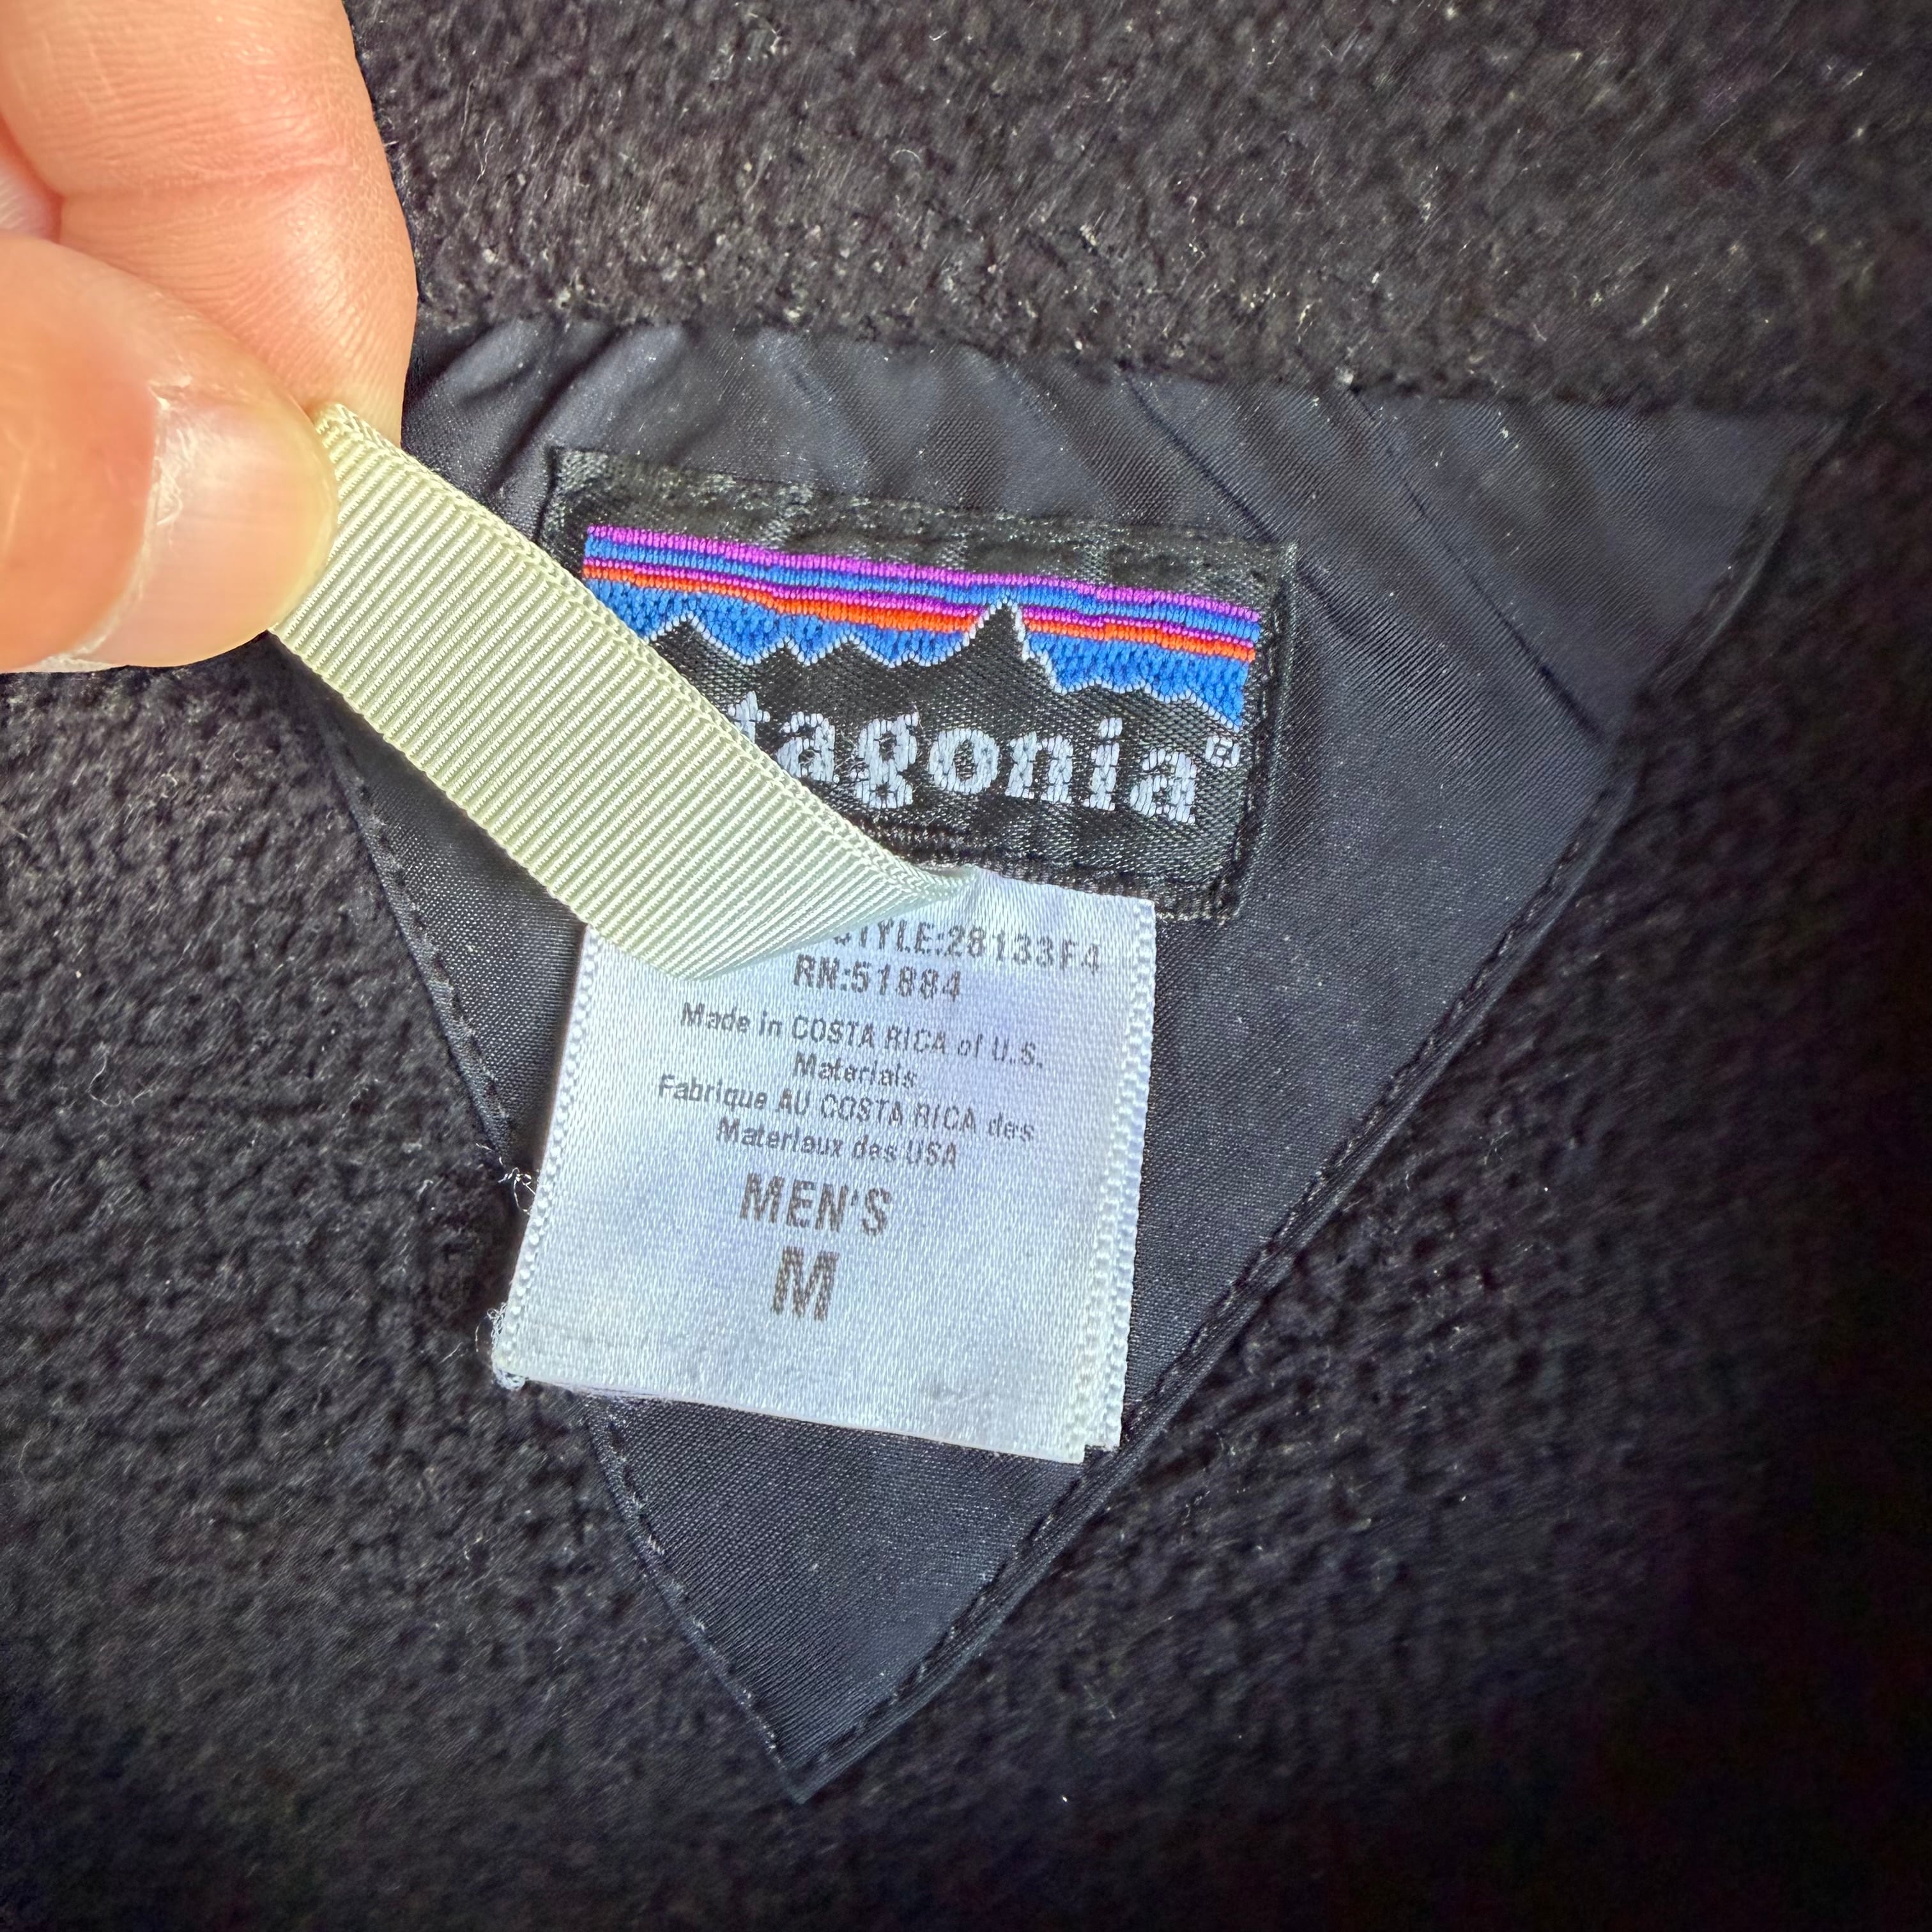 tagonia®
STYLE:28133F4
RN:51884
Made in COSTA RICA of U.S.
Materials
Fabrique AU COSTA RICA des
Materiaux des USA
MEN'S
M